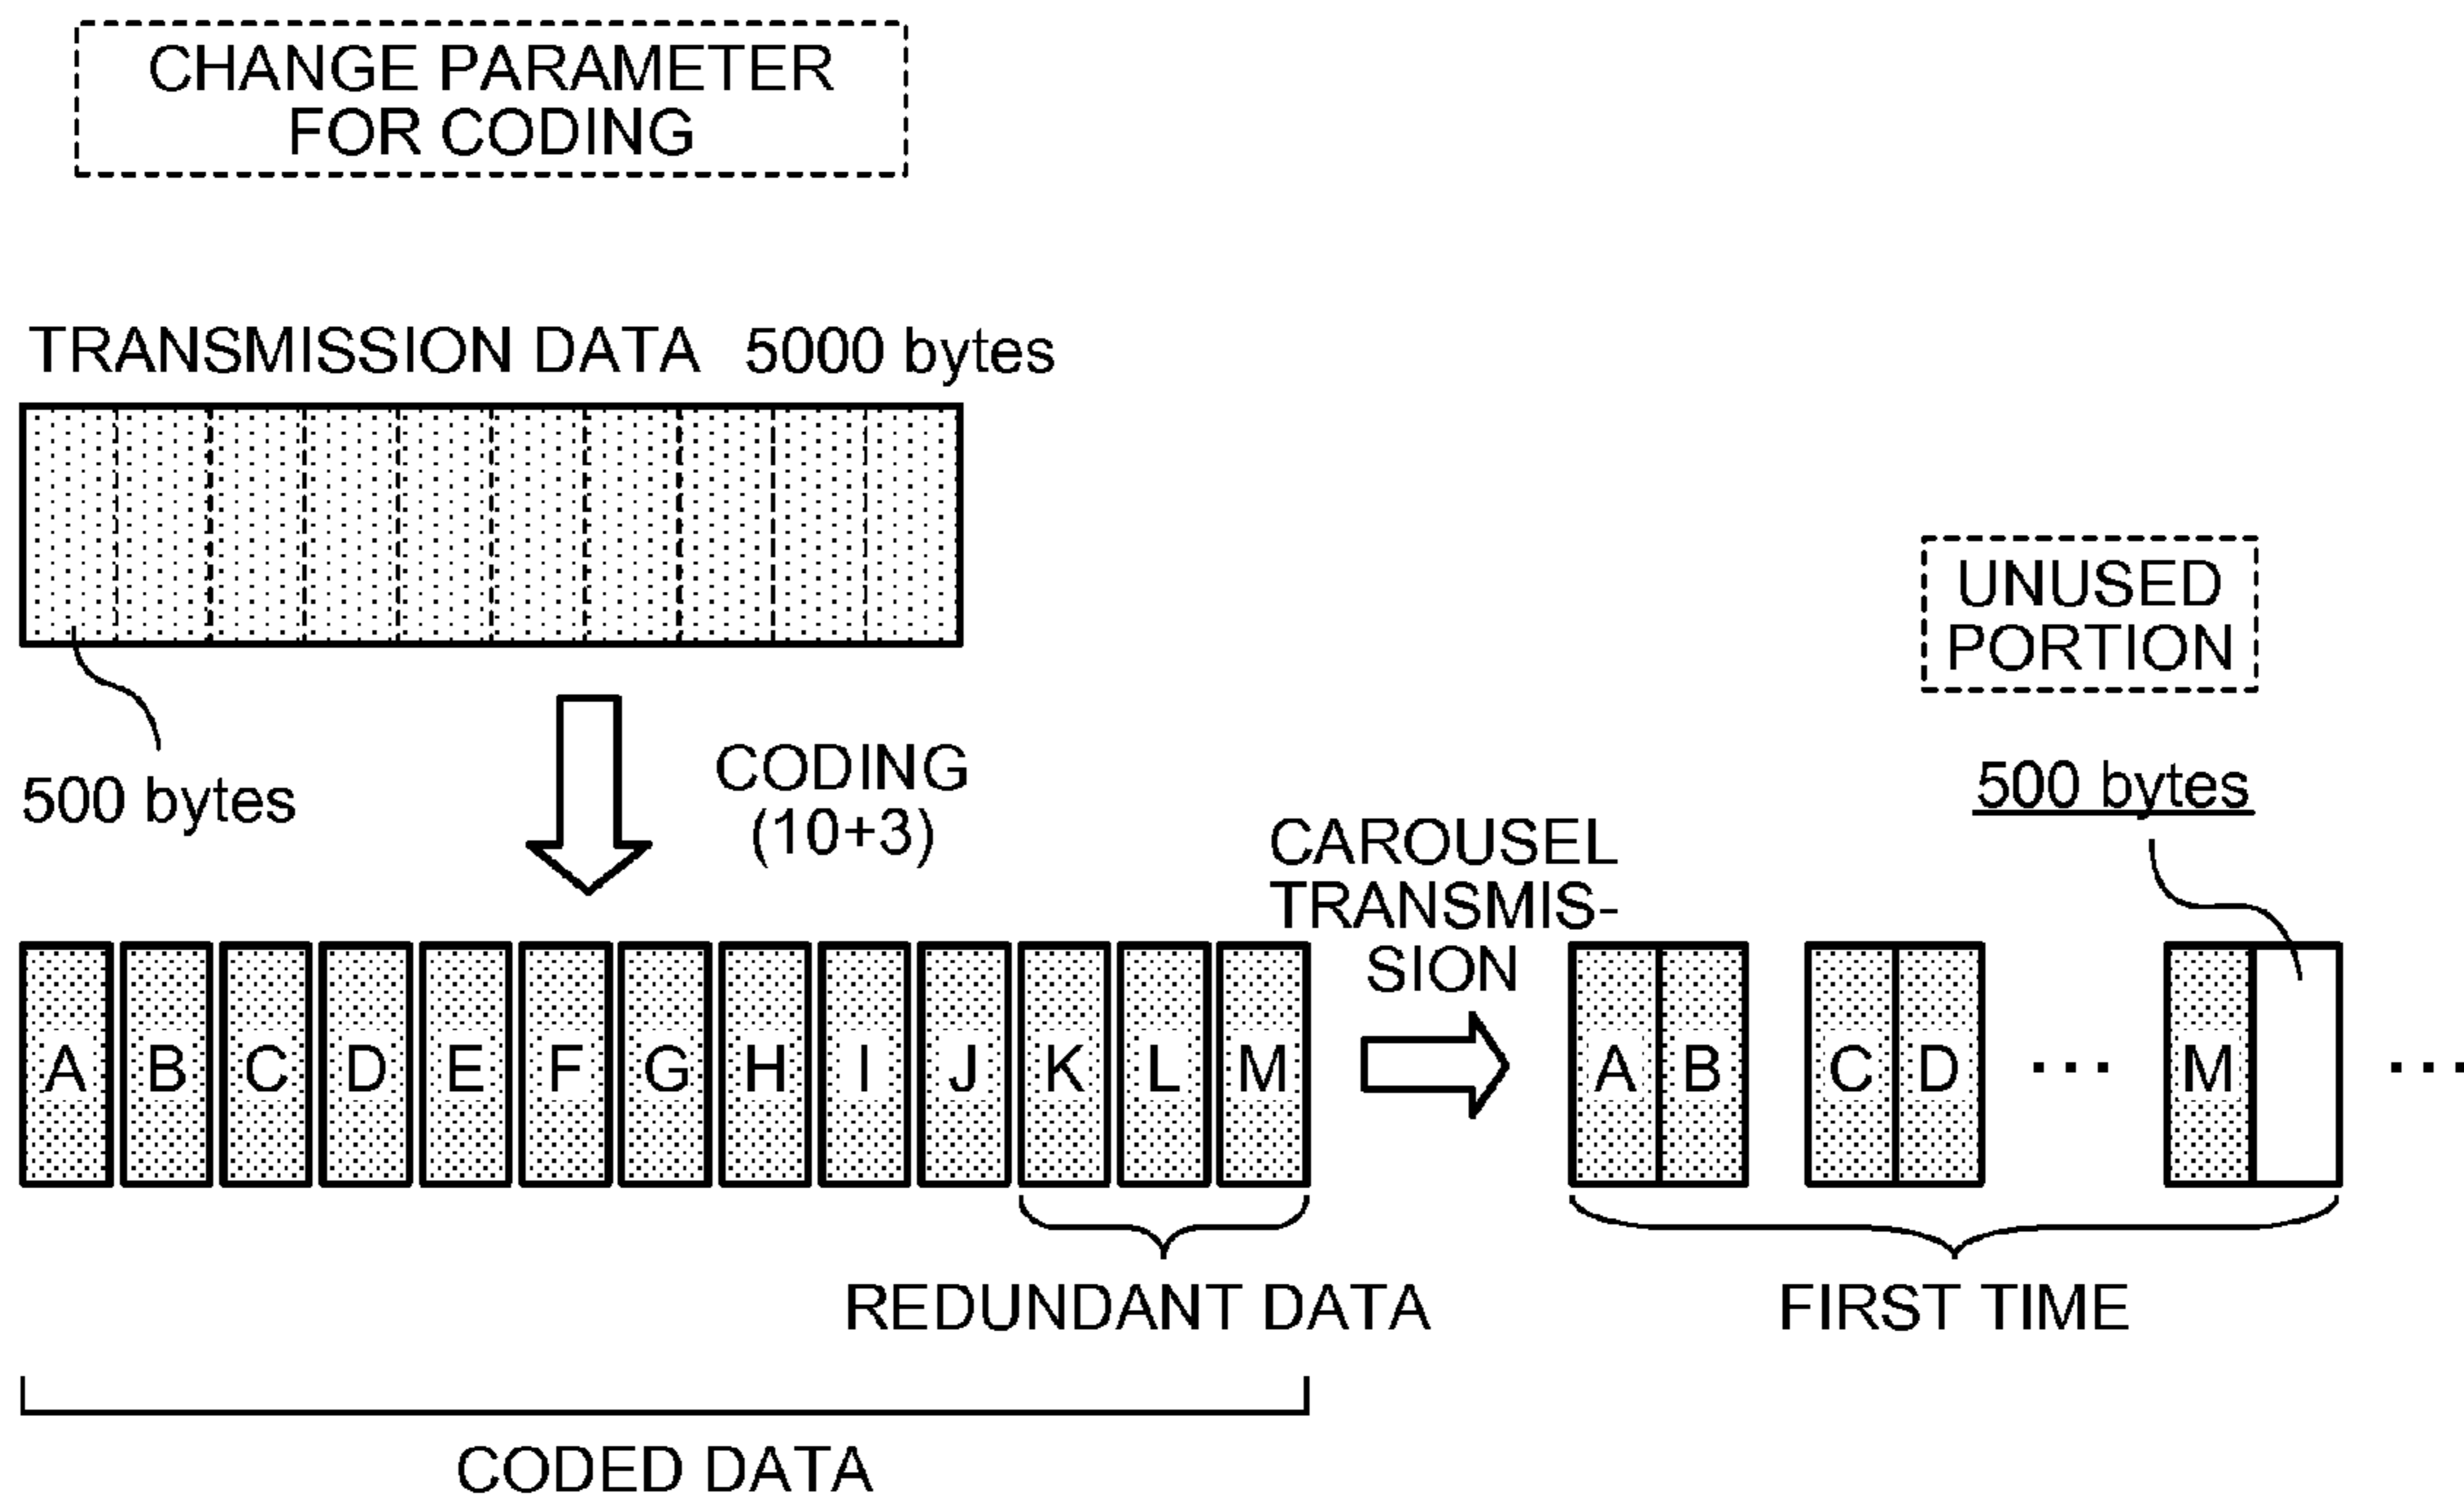 CHANGE PARAMETER
FOR CODING
TRANSMISSION DATA 5000 bytes
500 bytes
CODING
(10+3)
UNUSED
PORTION
500 bytes
CAROUSEL
TRANSMIS-
SION
A B C D E F G H I J K L M
A B C D ... M ...
REDUNDANT DATA
FIRST TIME
CODED DATA